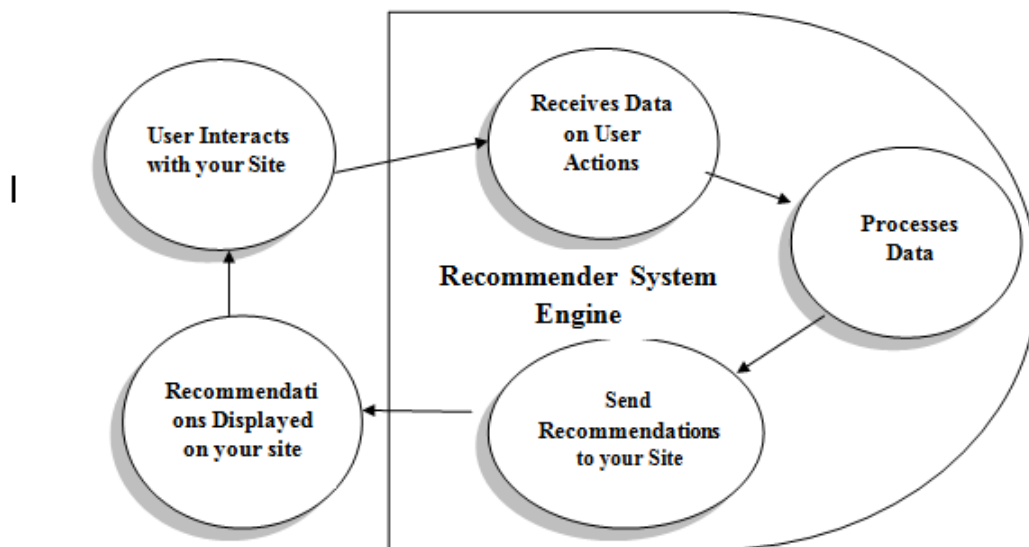 User Interacts
with your Site
Receives Data
on User
Actions
Processes
Data
Recommender System
Engine
Send
Recommendations
to your Site
Recommendati
ons Displayed
on your site